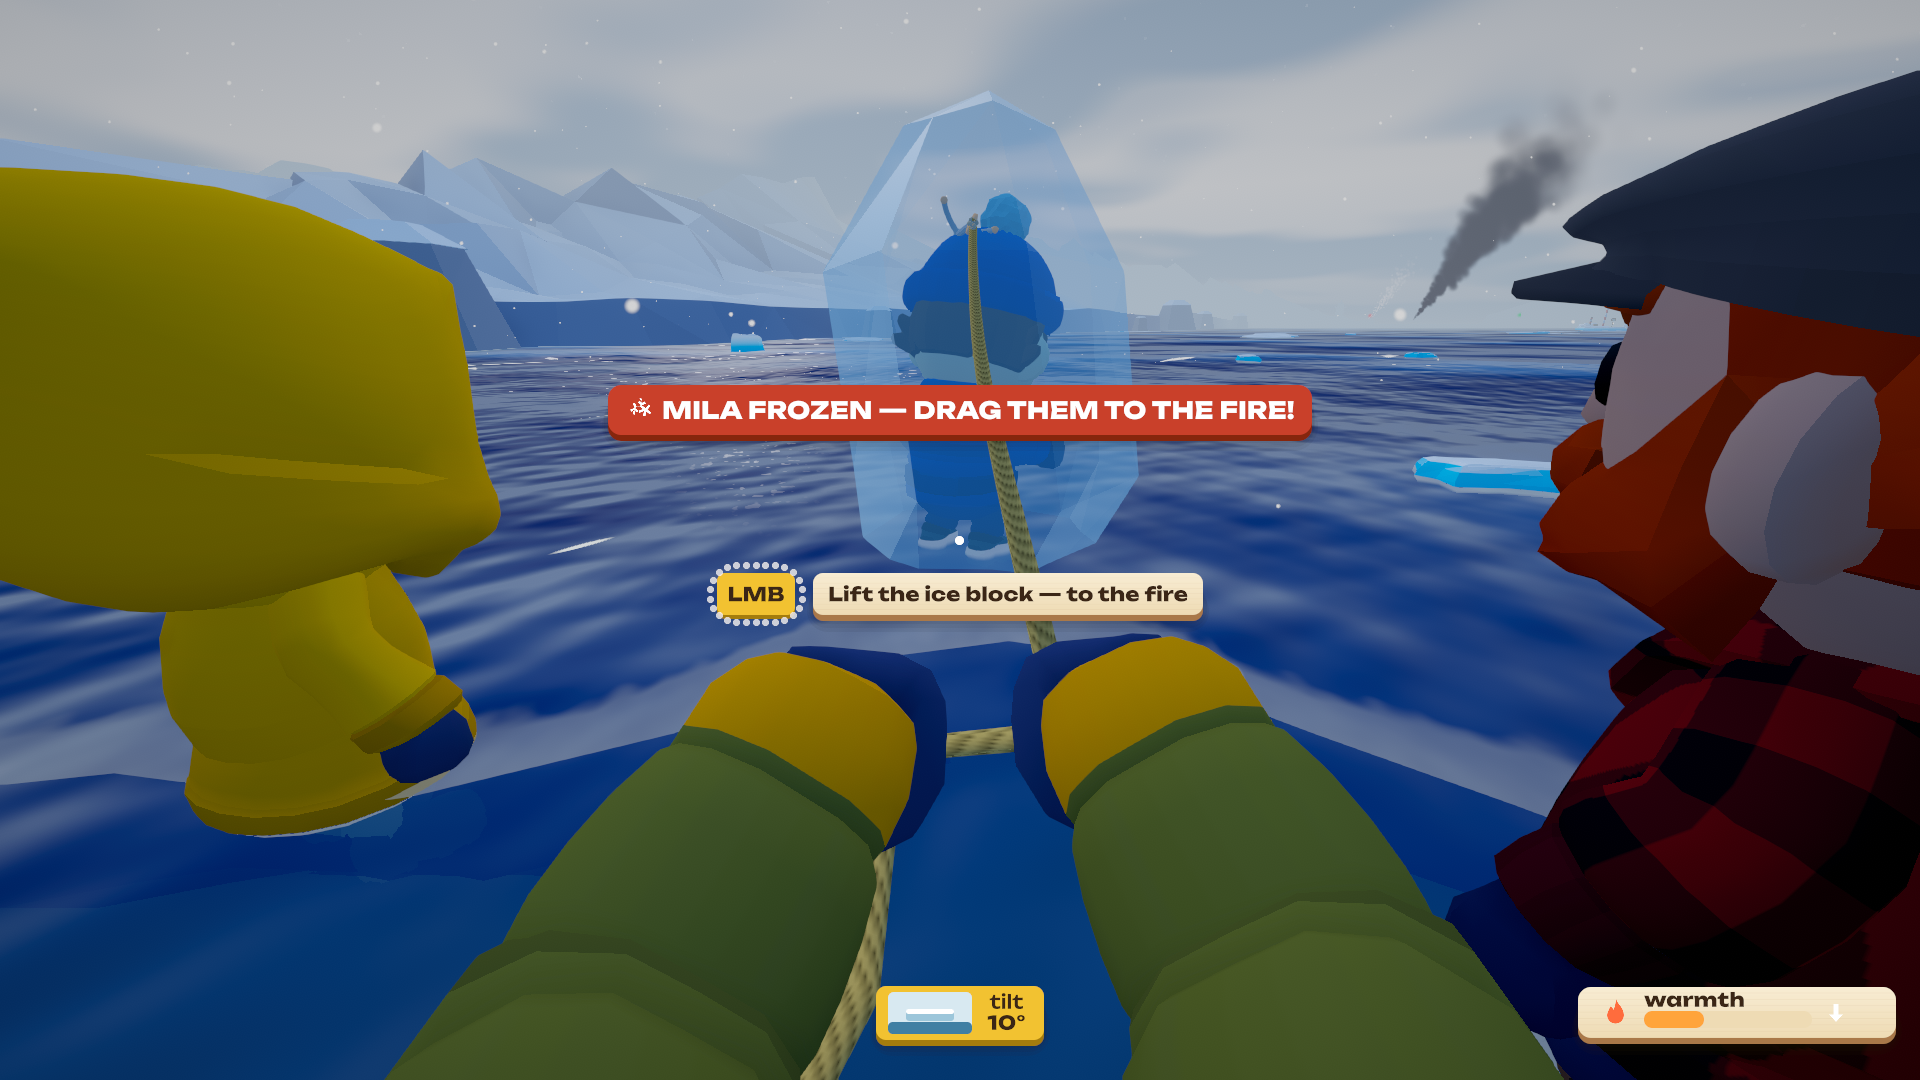 MILA FROZEN — DRAG THEM TO THE FIRE!
LMB
Lift the ice block — to the fire
tilt
10°
warmth